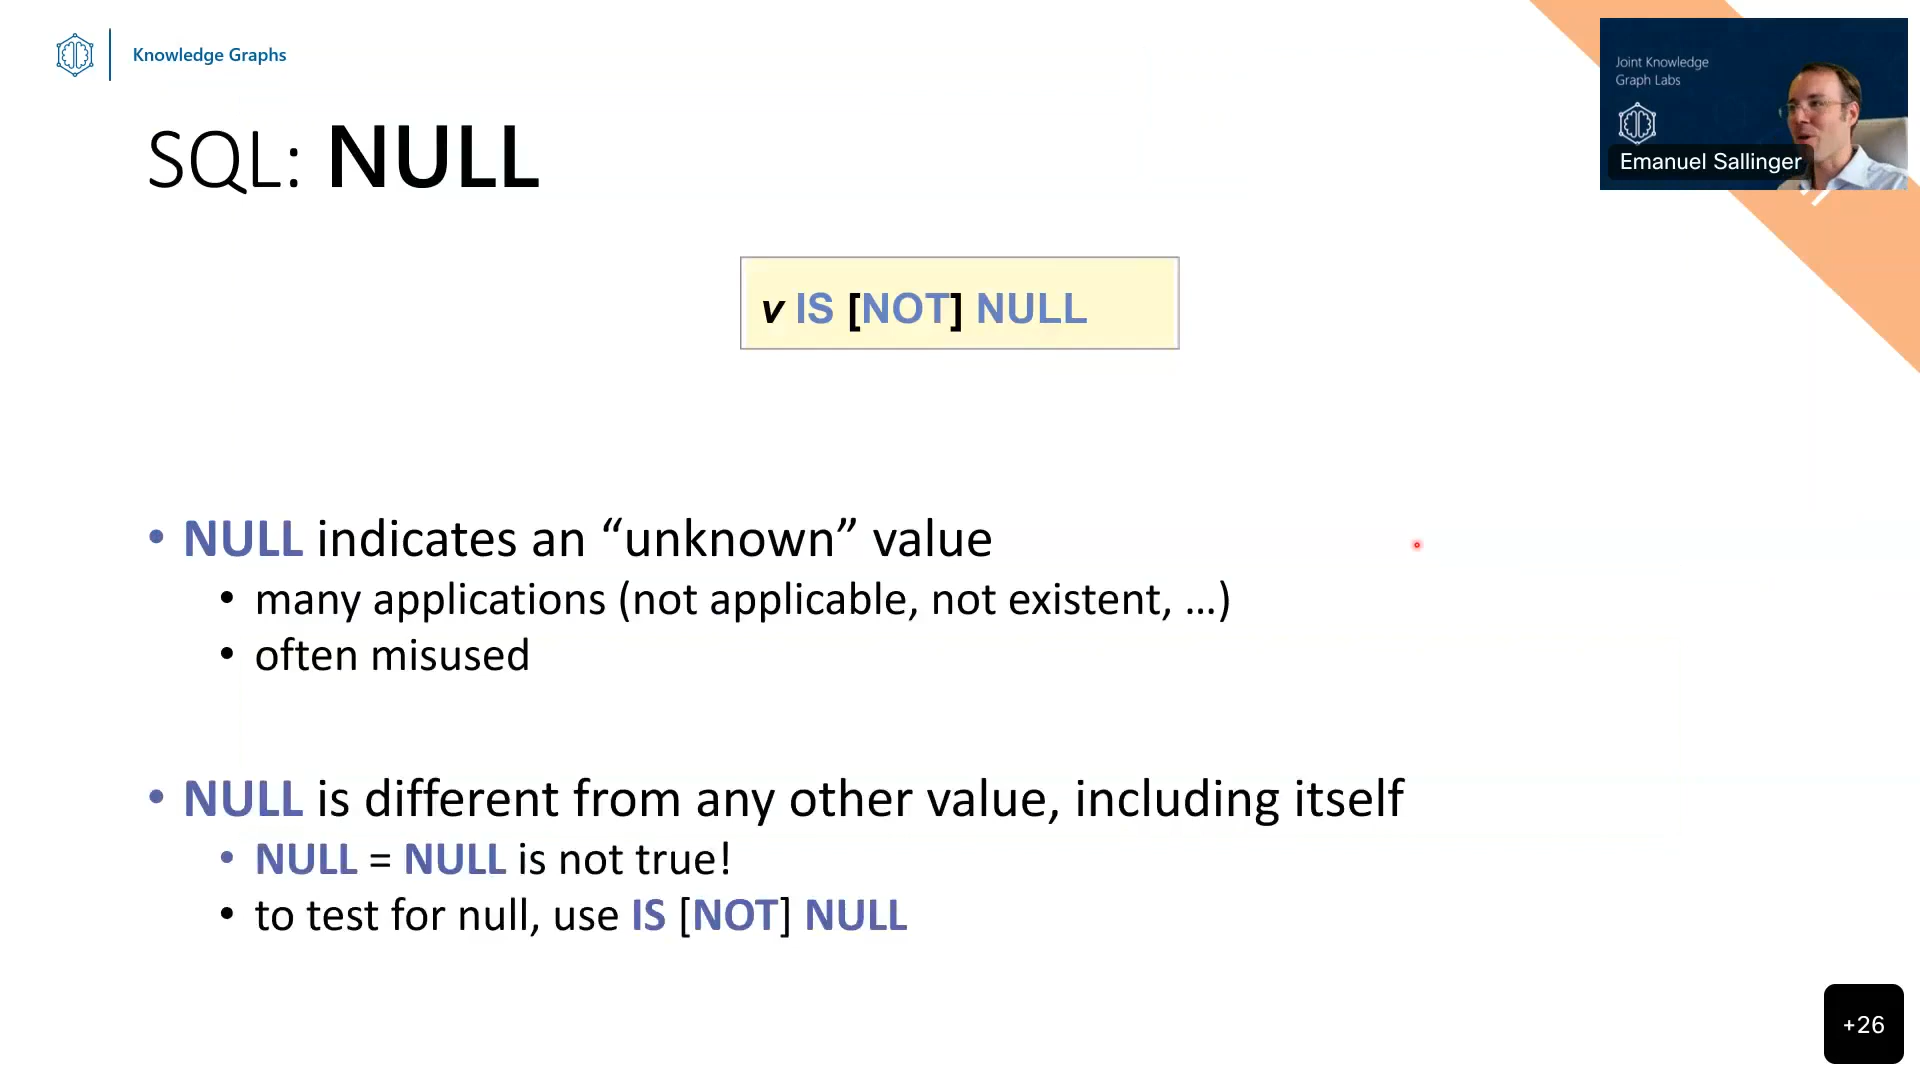 Knowledge Graphs
SQL: NULL
Joint Knowledge
Graph Labs
Emanuel Sallinger
v IS [NOT] NULL
• NULL indicates an “unknown” value
• many applications (not applicable, not existent, …)
• often misused
• NULL is different from any other value, including itself
• NULL = NULL is not true!
• to test for null, use IS [NOT] NULL
+26